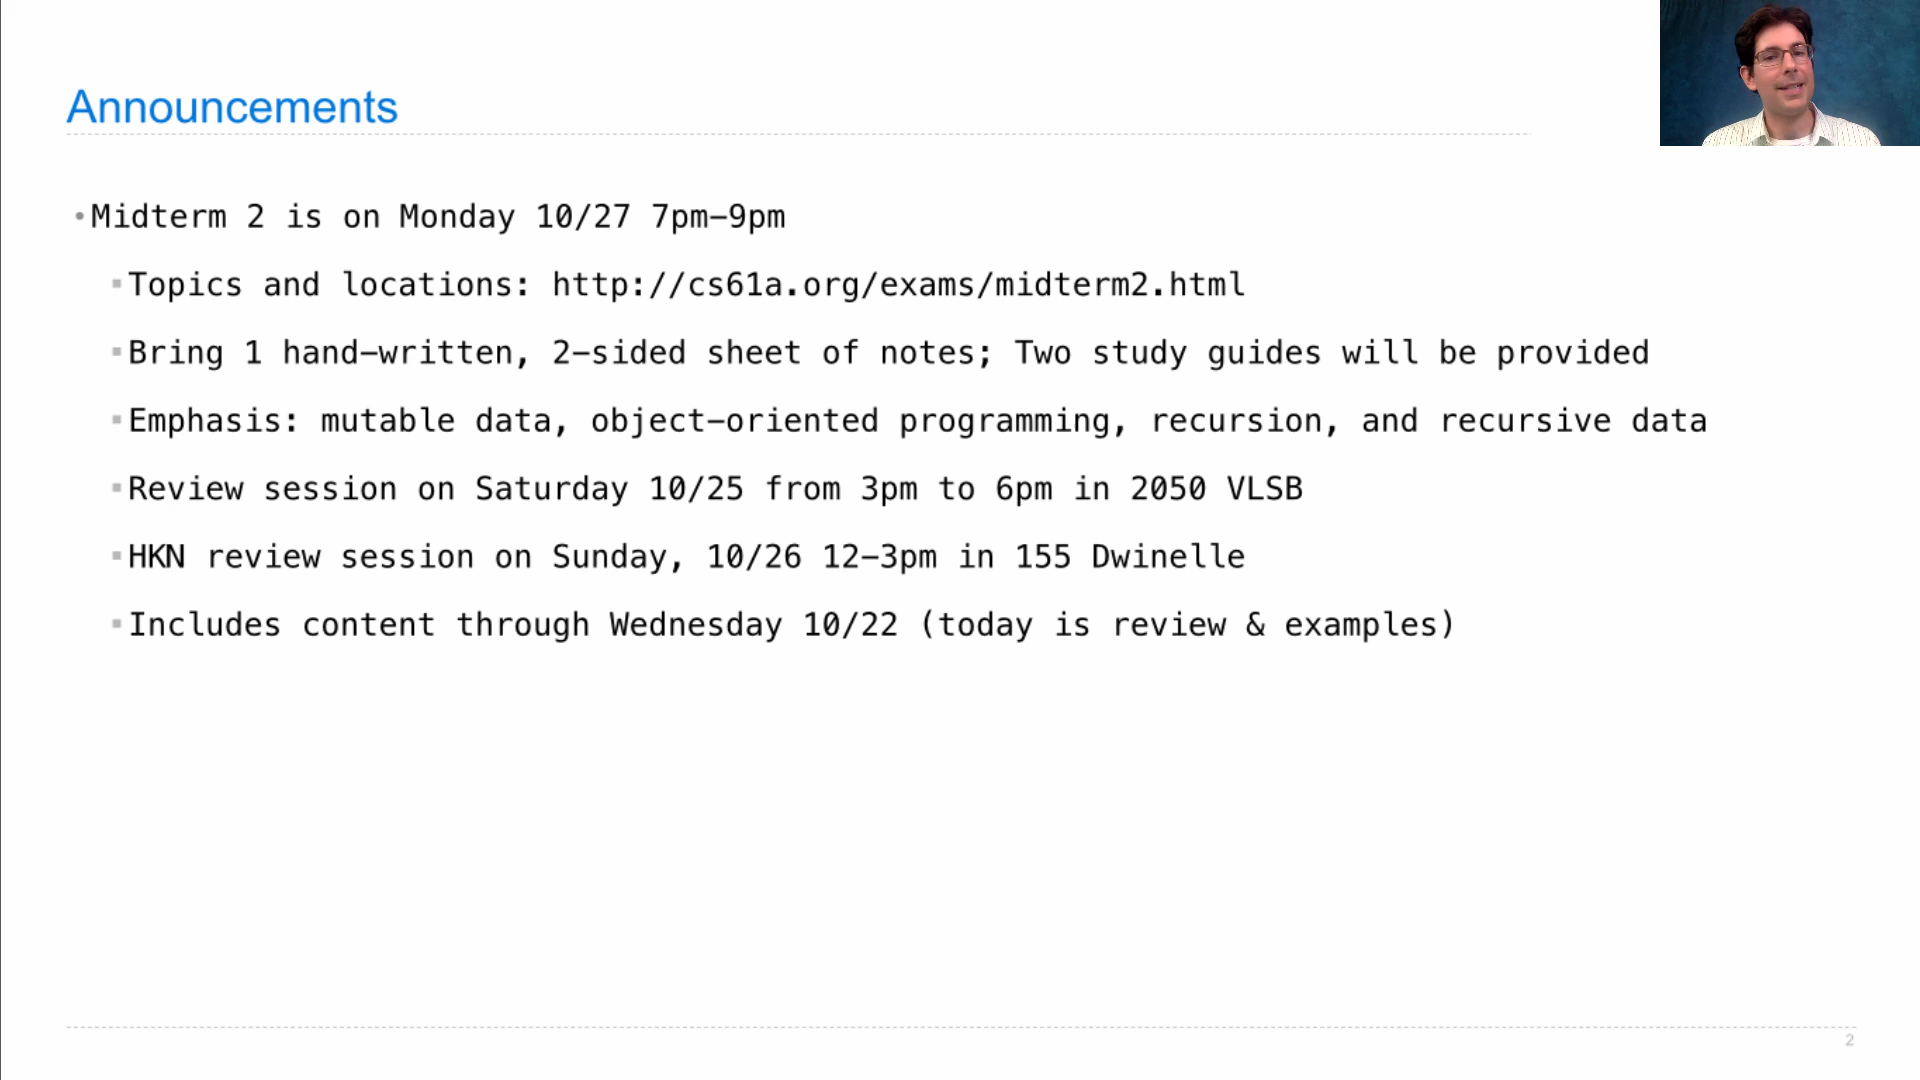 Announcements
•Midterm 2 is on Monday 10/27 7pm–9pm
▪Topics and locations: http://cs61a.org/exams/midterm2.html
▪Bring 1 hand–written, 2–sided sheet of notes; Two study guides will be provided
▪Emphasis: mutable data, object–oriented programming, recursion, and recursive data
▪Review session on Saturday 10/25 from 3pm to 6pm in 2050 VLSB
▪HKN review session on Sunday, 10/26 12–3pm in 155 Dwinelle
▪Includes content through Wednesday 10/22 (today is review & examples)
2